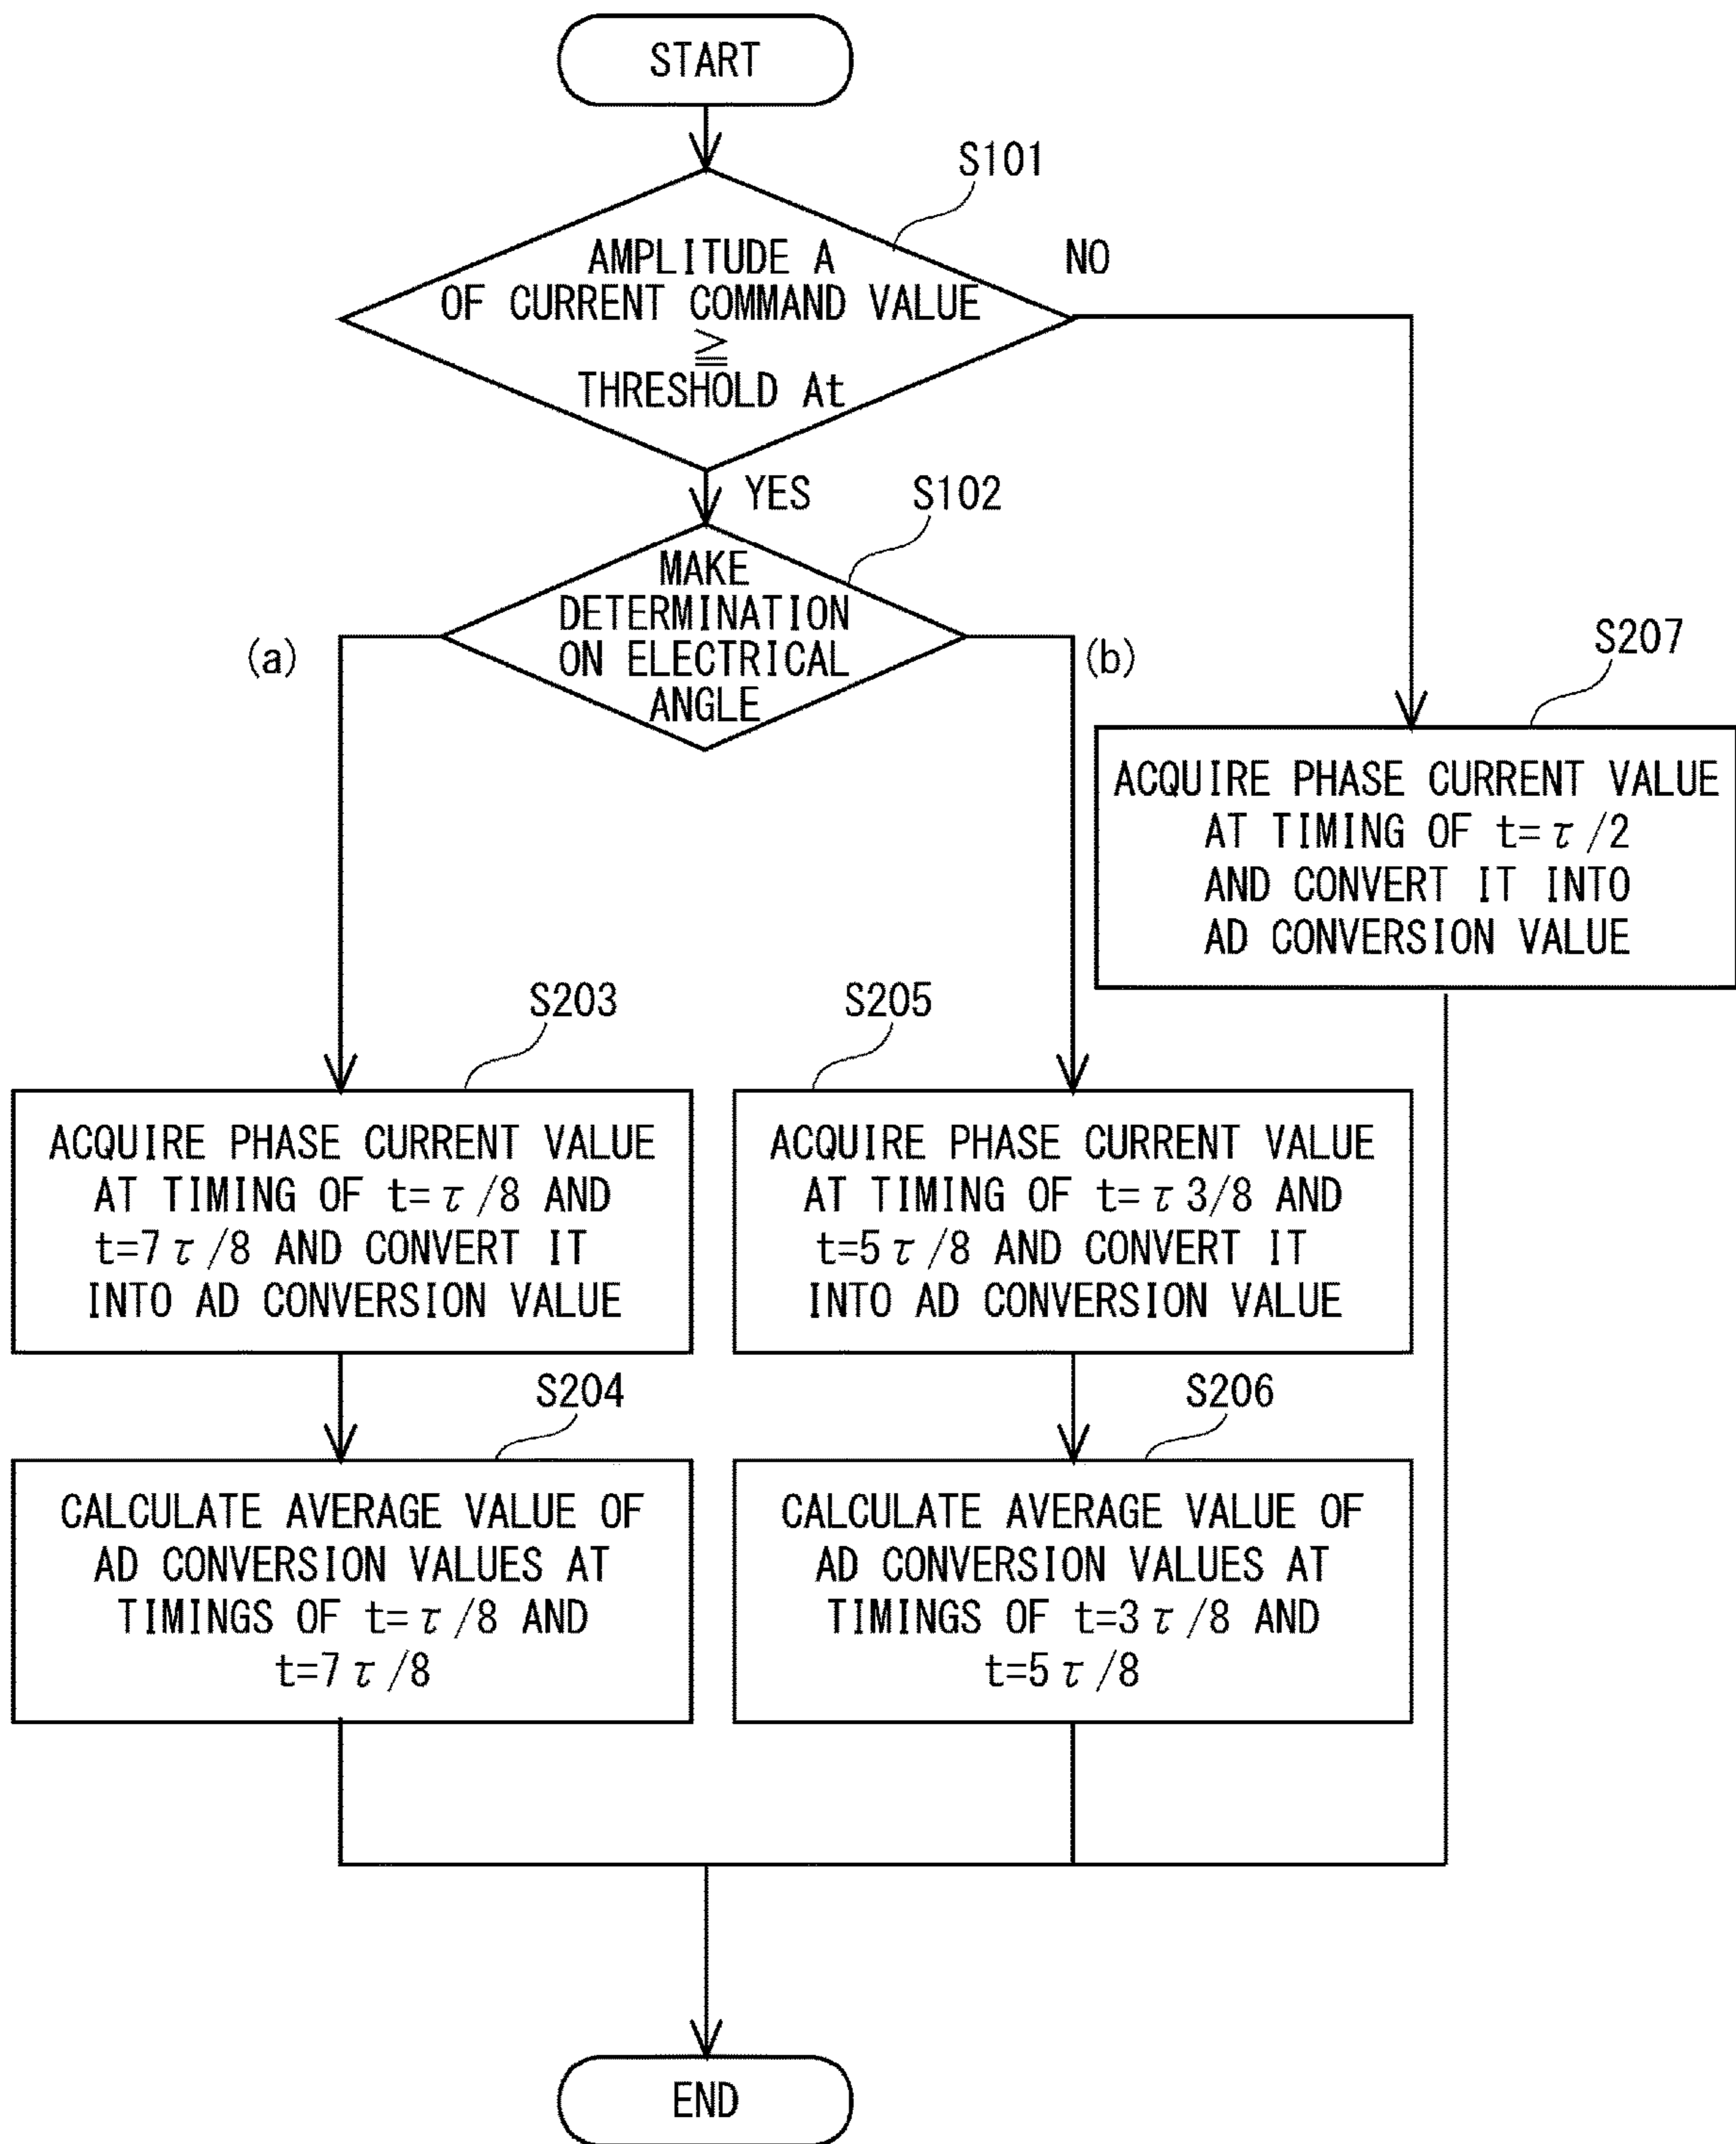 START
S101
AMPLITUDE A
OF CURRENT COMMAND VALUE
≧
THRESHOLD At
NO
YES
S102
MAKE
DETERMINATION
ON ELECTRICAL
ANGLE
(a)
(b)
S207
ACQUIRE PHASE CURRENT VALUE
AT TIMING OF t=τ/2
AND CONVERT IT INTO
AD CONVERSION VALUE
S203
ACQUIRE PHASE CURRENT VALUE
AT TIMING OF t=τ/8 AND
t=7τ/8 AND CONVERT IT
INTO AD CONVERSION VALUE
S205
ACQUIRE PHASE CURRENT VALUE
AT TIMING OF t=τ3/8 AND
t=5τ/8 AND CONVERT IT
INTO AD CONVERSION VALUE
S204
CALCULATE AVERAGE VALUE OF
AD CONVERSION VALUES AT
TIMINGS OF t=τ/8 AND
t=7τ/8
S206
CALCULATE AVERAGE VALUE OF
AD CONVERSION VALUES AT
TIMINGS OF t=3τ/8 AND
t=5τ/8
END